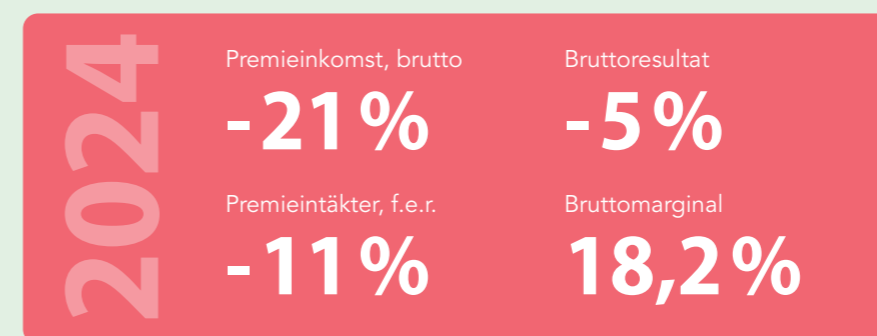 2024
Premieinkomst, brutto
-21%
Bruttoresultat
-5%
Premieintäkter, f.e.r.
-11%
Bruttomarginal
18,2%